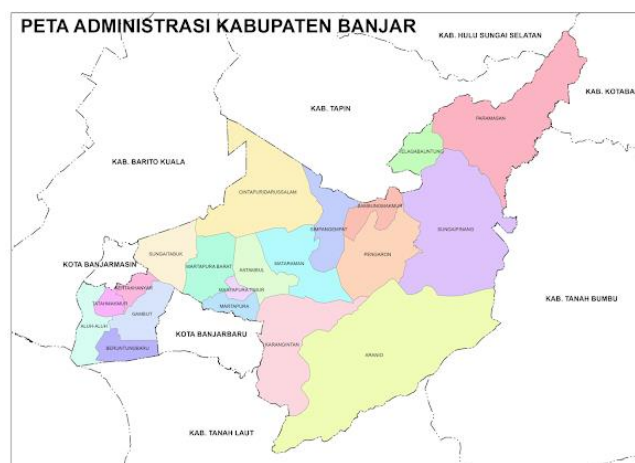 PETA ADMINISTRASI KABUPATEN BANJAR
KAB. HULU SUNGAI SELATAN
KAB. KOTABA
KAB. TAPIN
PARAMASAN
TELAGABAUNTUNG
KAB. BARITO KUALA
CINTAPURIDARUSSALAM
SAMBUNGMAKMUR
SIMPANGEMPAT
SUNGAIPINANG
SUNGAITABUK
MARTAPURA BARAT
ASTAMBUL
MATARAMAN
PENGARON
KOTA BANJARMASIN
KERTAKHANYAR
MARTAPURA TIMUR
TATAHMAKMUR
MARTAPURA
GAMBUT
KAB. TANAH BUMBU
ALUH-ALUH
KOTA BANJARBARU
BERUNTUNGBARU
KARANGINTAN
ARANIO
KAB. TANAH LAUT